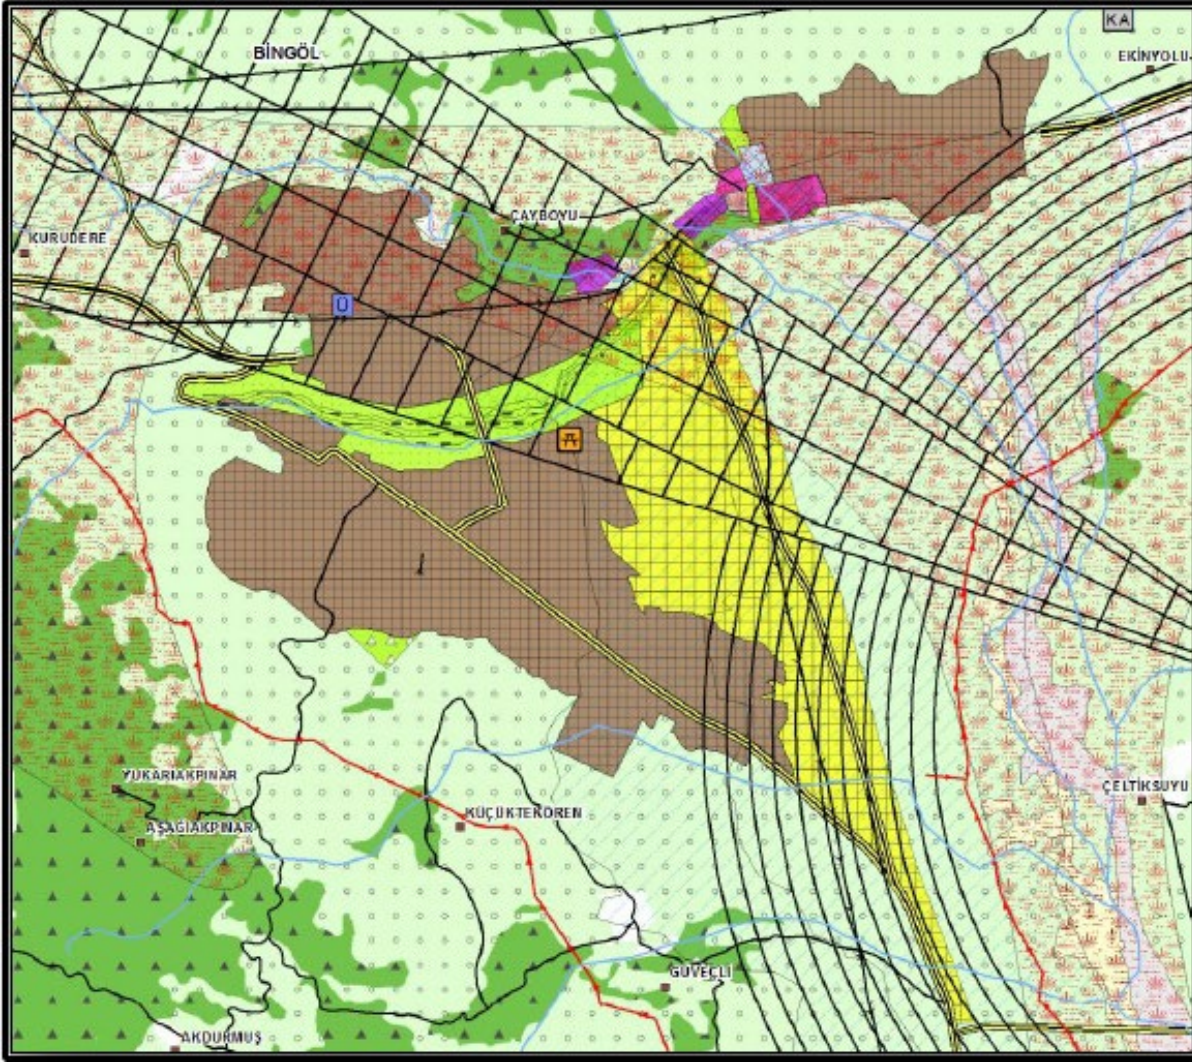 KA
BİNGÖL
EKİNYOLU
ÇAYBOYU
KURUDERE
Ü
YUKARIAKPINAR
ÇELTİKSUYU
KÜÇÜKTEKÖREN
AŞAĞIAKPINAR
GÜVEÇLİ
AKDURMUŞ